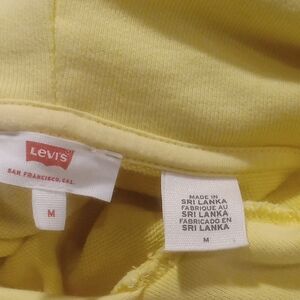 Levi's
SAN FRANCISCO, CAL.
M
MADE IN
SRI LANKA
FABRIQUÉ AU
SRI LANKA
FABRICADO EN
SRI LANKA
M